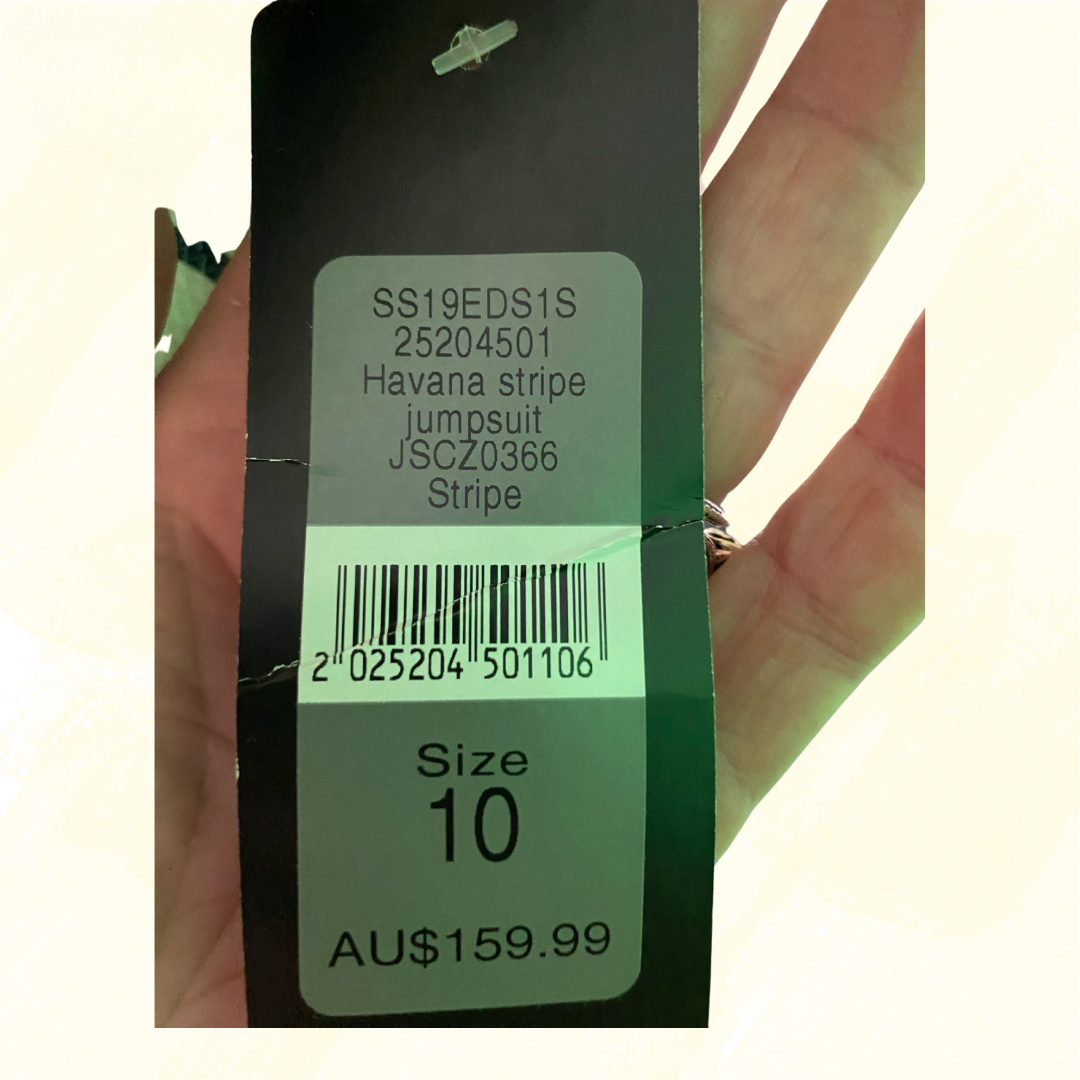 SS19EDS1S
25204501
Havana stripe
jumpsuit
JSCZ0366
Stripe
2 025204 501106
Size
10
AU$159.99